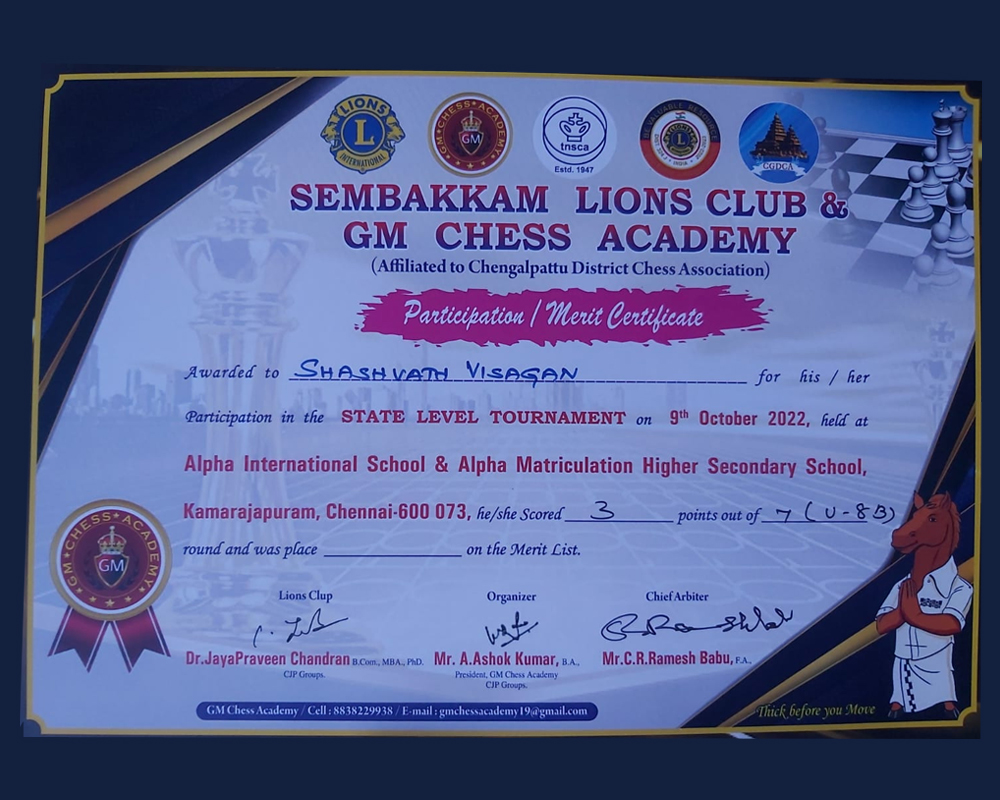 LIONS
L
INTERNATIONAL
GM CHESS ACADEMY
GM
tnsca
Estd. 1947
L
CGDCA
SEMBAKKAM LIONS CLUB &
GM CHESS ACADEMY
(Affiliated to Chengalpattu District Chess Association)
Participation / Merit Certificate
Awarded to SHASHVATH VISAGAN for his / her
Participation in the STATE LEVEL TOURNAMENT on 9th October 2022, held at
Alpha International School & Alpha Matriculation Higher Secondary School,
Kamarajapuram, Chennai-600 073, he/she Scored 3 points out of 7 (U-8B)
round and was place on the Merit List.
GM CHESS ACADEMY
GM
Lions Clup Organizer Chief Arbiter
Dr.JayaPraveen Chandran B.Com., MBA., PhD. Mr. A.Ashok Kumar, B.A., Mr.C.R.Ramesh Babu, F.A.,
CJP Groups. President, GM Chess Academy
CJP Groups.
GM Chess Academy / Cell : 8838229938 / E-mail : gmchessacademy19@gmail.com
Thick before you Move